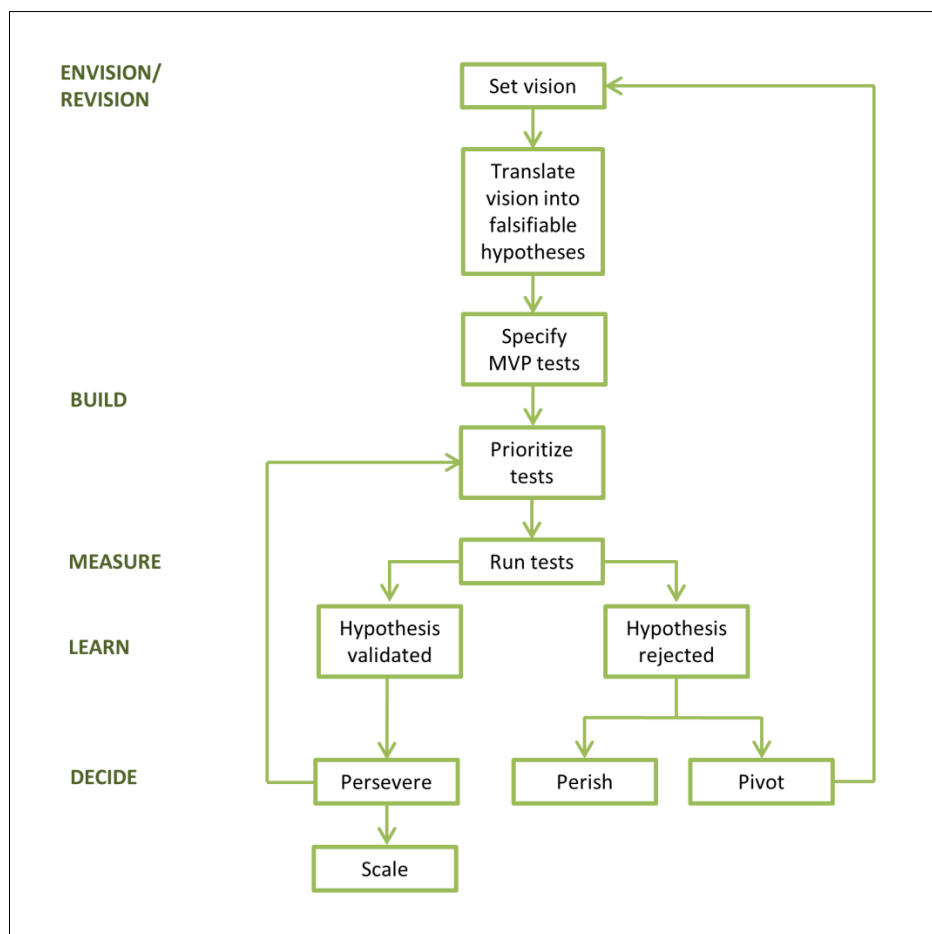 ENVISION/
REVISION
Set vision
Translate
vision into
falsifiable
hypotheses
Specify
MVP tests
BUILD
Prioritize
tests
MEASURE
Run tests
LEARN
Hypothesis
validated
Hypothesis
rejected
DECIDE
Persevere
Perish
Pivot
Scale